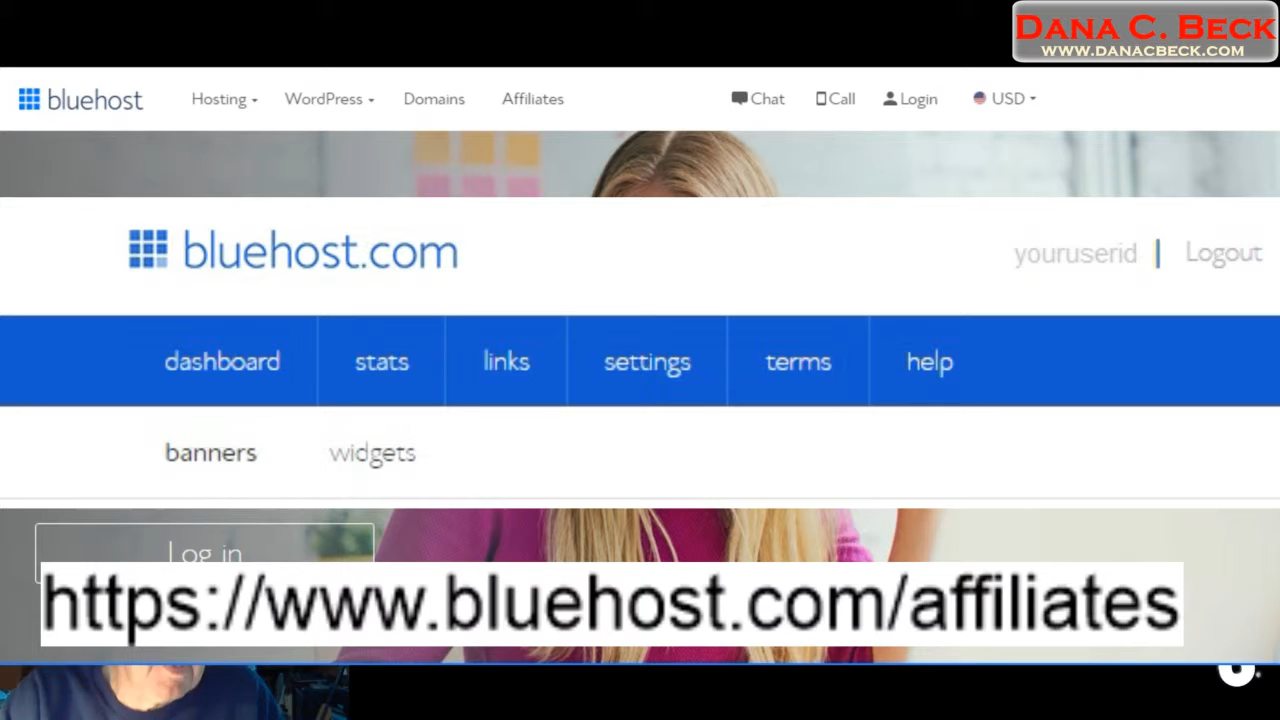 DANA C. BECK
WWW.DANACBECK.COM
bluehost Hosting WordPress Domains Affiliates Chat Call Login USD
bluehost.com youruserid Logout
dashboard stats links settings terms help
banners widgets
Log in
https://www.bluehost.com/affiliates